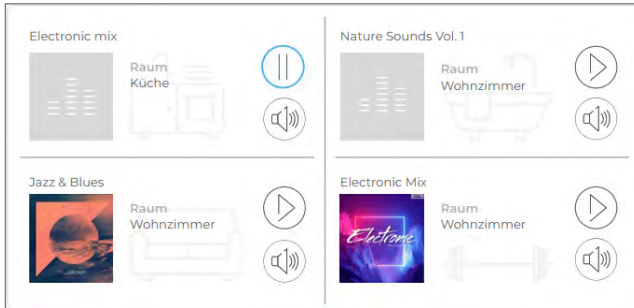 Electronic mix
Raum
Küche
Nature Sounds Vol. 1
Raum
Wohnzimmer
Jazz & Blues
Raum
Wohnzimmer
Electronic Mix
Electronic
Raum
Wohnzimmer